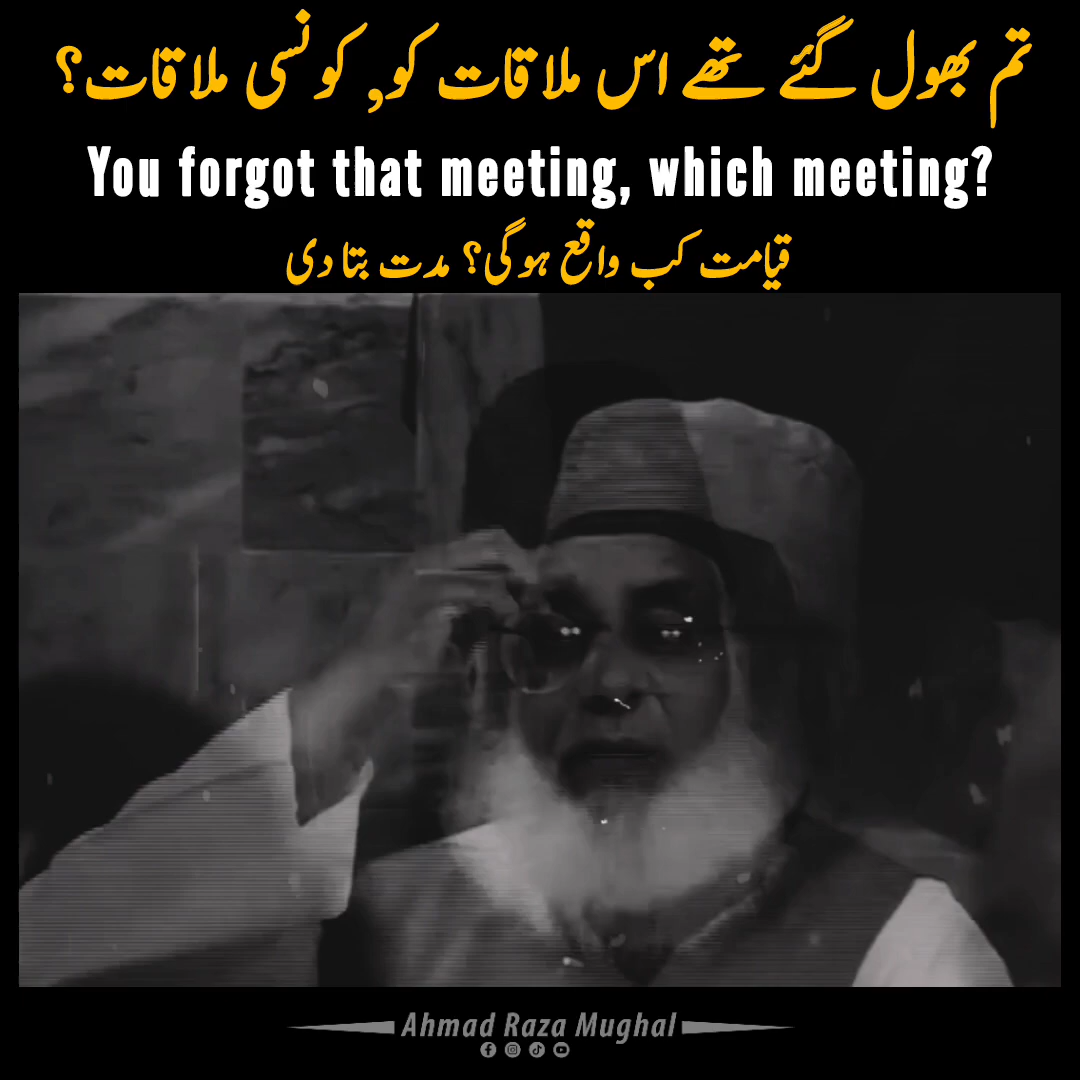 تم بھول گئے تھے اس ملاقات کو, کونسی ملاقات؟
You forgot that meeting, which meeting?
قیامت کب واقع ہوگی؟ مدت بتا دی
Ahmad Raza Mughal